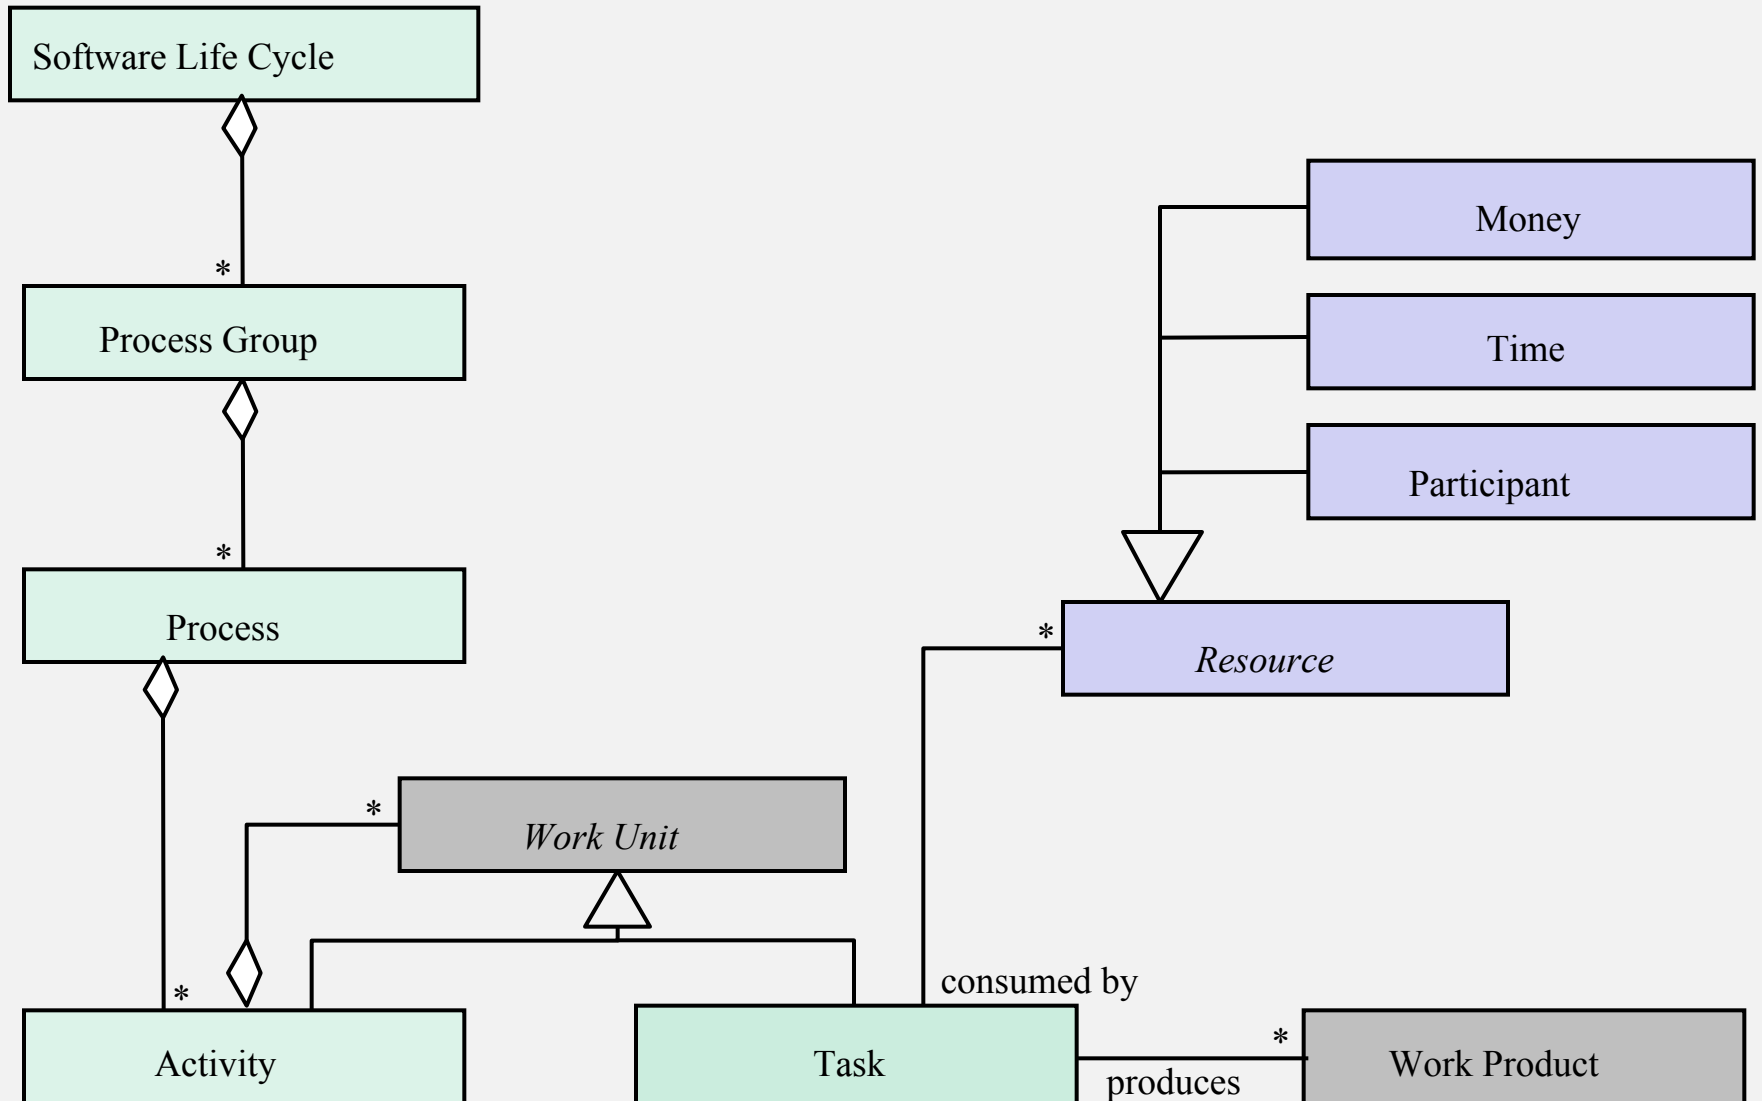 Software Life Cycle
*
Process Group
*
Process
*
Activity
*
Work Unit
Money
Time
Participant
*
Resource
consumed by
Task
produces
*
Work Product